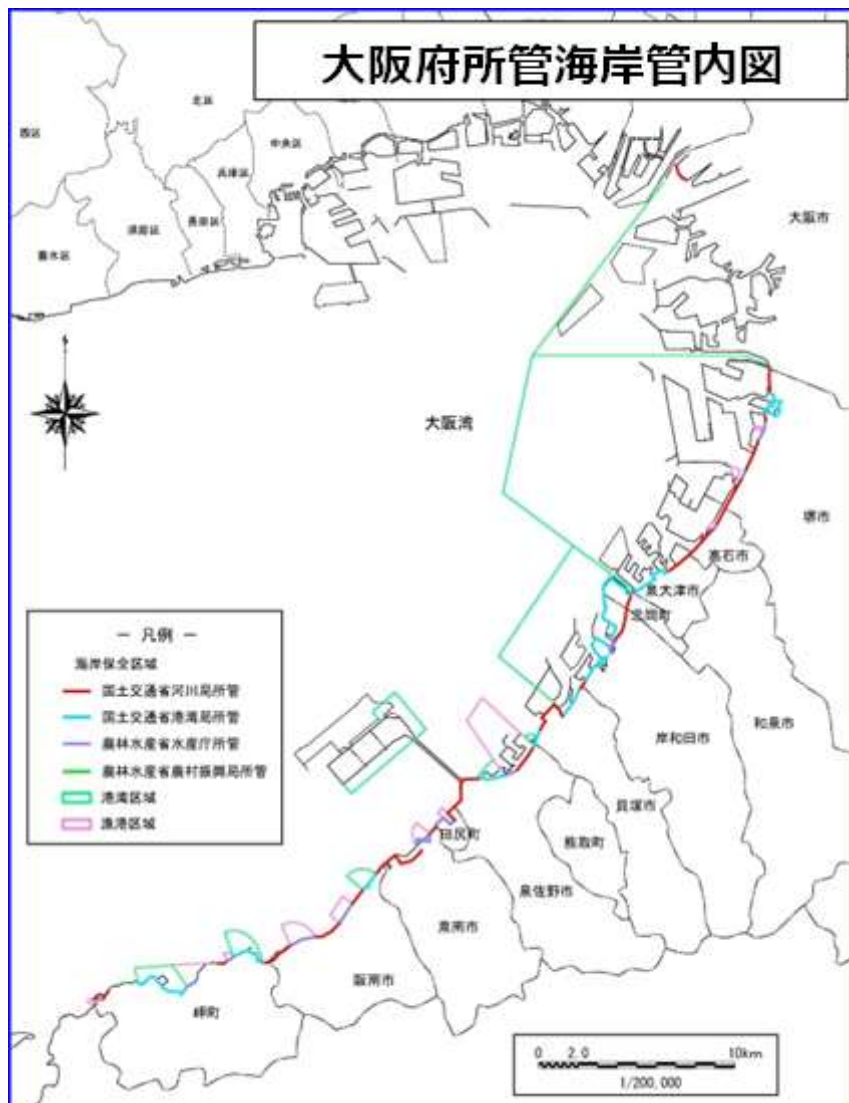 大阪府所管海岸管内図
北区
西区
中央区
兵庫区
長田区
須磨区
垂水区
大阪市
大阪湾
堺市
高石市
泉大津市
忠岡町
和泉市
岸和田市
貝塚市
熊取町
田尻町
泉佐野市
泉南市
阪南市
岬町
― 凡例 ―
海岸保全区域
国土交通省河川局所管
国土交通省港湾局所管
農林水産省水産庁所管
農林水産省農村振興局所管
港湾区域
漁港区域
0 2.0 10km
1/200,000